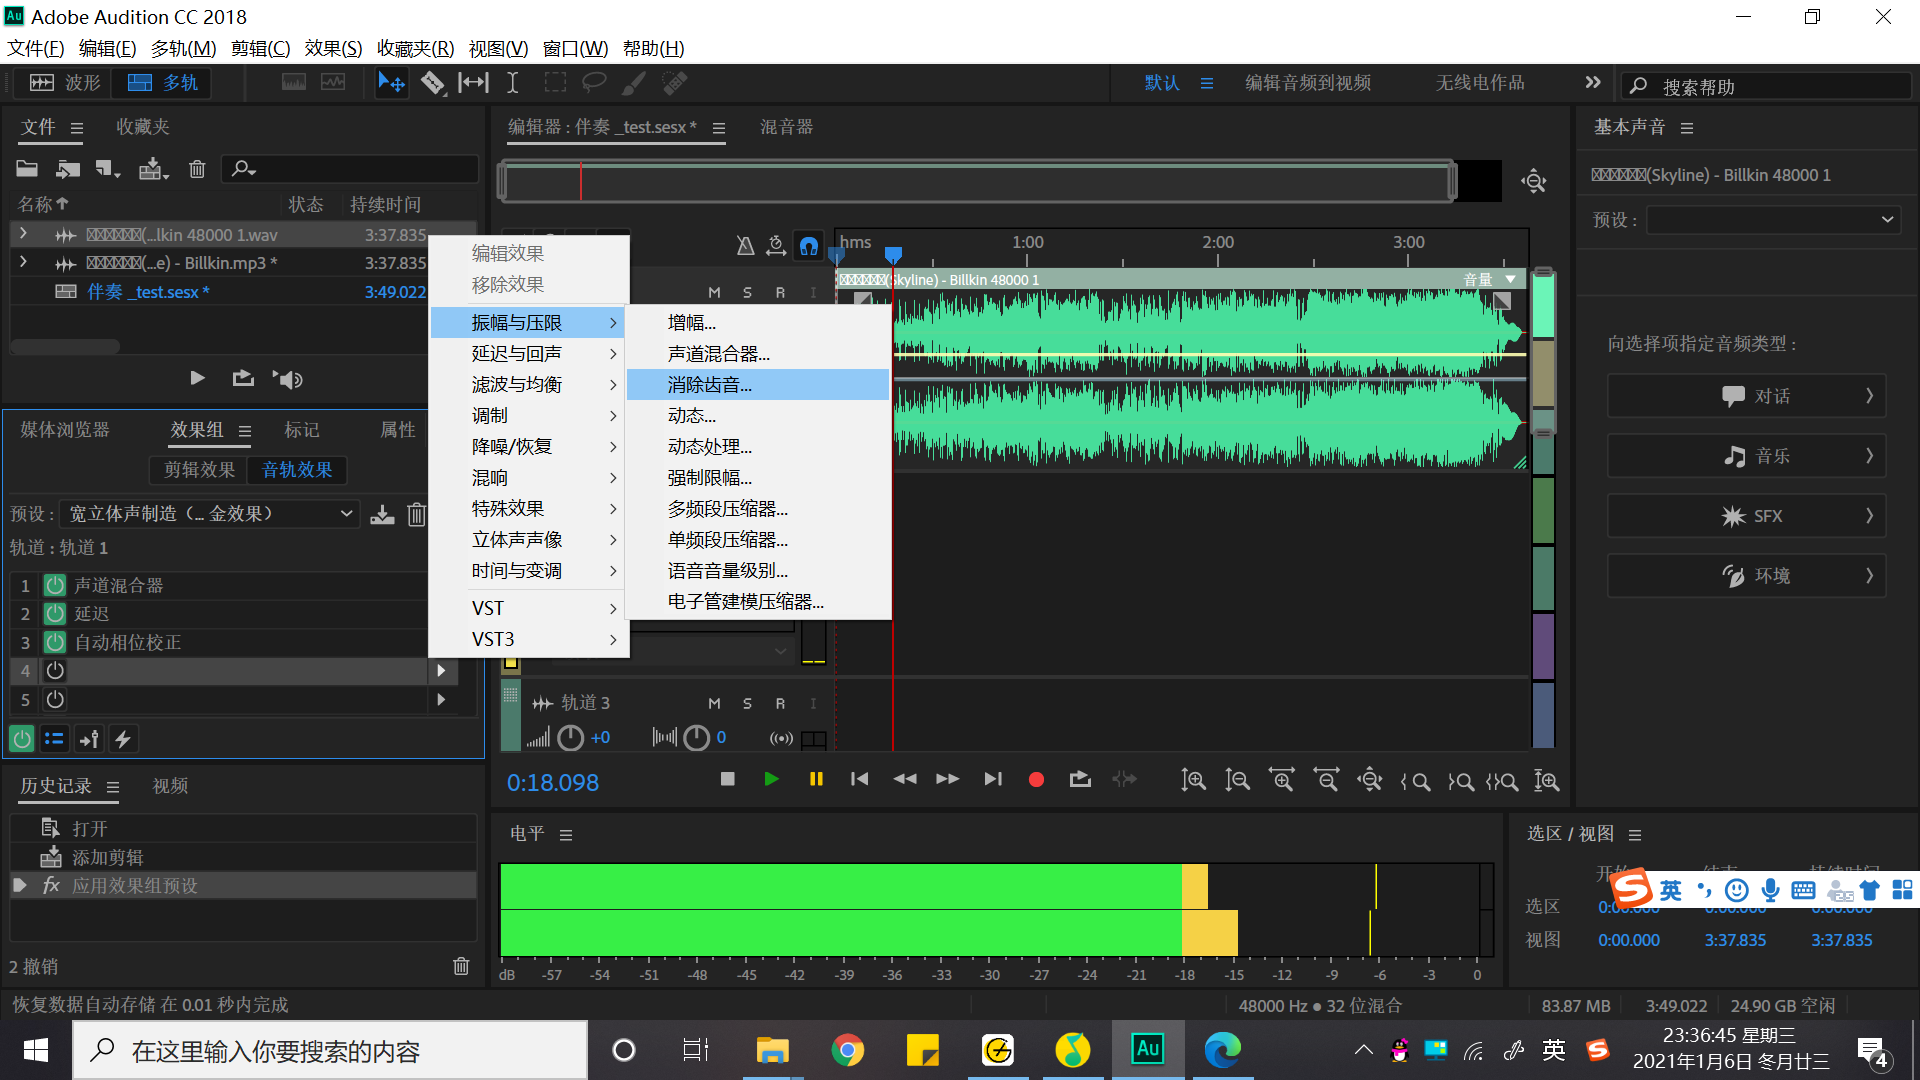 Au Adobe Audition CC 2018
文件(F) 编辑(E) 多轨(M) 剪辑(C) 效果(S) 收藏夹(R) 视图(V) 窗口(W) 帮助(H)
波形 多轨 默认 编辑音频到视频 无线电作品 搜索帮助
文件 收藏夹
名称 状态 持续时间
(...lkin 48000 1.wav 3:37.835
(...e) - Billkin.mp3 * 3:37.835
伴奏 _test.sesx * 3:49.022
媒体浏览器 效果组 标记 属性
剪辑效果 音轨效果
预设: 宽立体声制造（... 金效果）
轨道: 轨道 1
1 声道混合器
2 延迟
3 自动相位校正
4
5
历史记录 视频
打开
添加剪辑
fx 应用效果组预设
2 撤销
编辑效果
移除效果
振幅与压限
延迟与回声
滤波与均衡
调制
降噪/恢复
混响
特殊效果
立体声声像
时间与变调
VST
VST3
增幅...
声道混合器...
消除齿音...
动态...
动态处理...
强制限幅...
多频段压缩器...
单频段压缩器...
语音音量级别...
电子管建模压缩器...
编辑器: 伴奏 _test.sesx * 混音器
hms 1:00 2:00 3:00
(Skyline) - Billkin 48000 1 音量
M S R I
轨道 3 M S R I
+0 0
0:18.098
电平
dB -57 -54 -51 -48 -45 -42 -39 -36 -33 -30 -27 -24 -21 -18 -15 -12 -9 -6 -3 0
基本声音
(Skyline) - Billkin 48000 1
预设:
向选择项指定音频类型:
对话
音乐
SFX
环境
选区 / 视图
选区
视图 0:00.000 3:37.835 3:37.835
S 英
恢复数据自动存储 在 0.01 秒内完成 48000 Hz ● 32 位混合 83.87 MB 3:49.022 24.90 GB 空闲
在这里输入你要搜索的内容
Au
英 S
23:36:45 星期三
2021年1月6日 冬月廿三
4